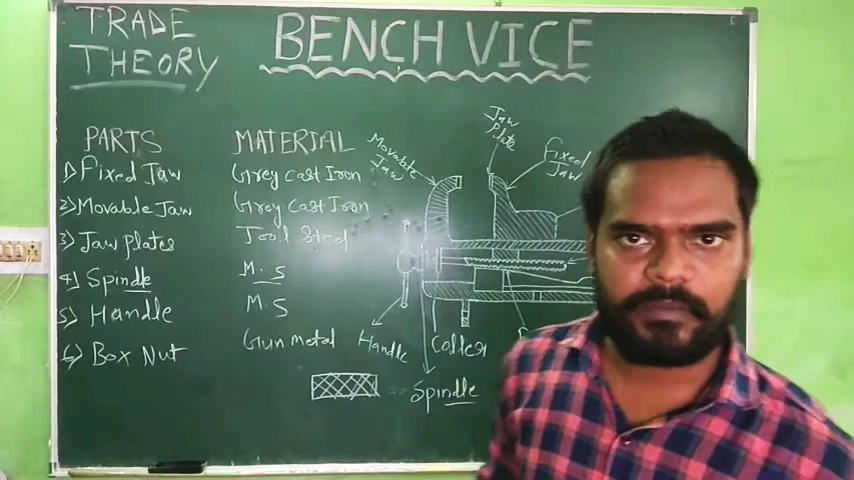 TRADE
THEORY
BENCH VICE
PARTS
MATERIAL
1) Fixed Jaw
Grey cast Iron
2) Movable Jaw
Grey cast Iron
3) Jaw plates
Tool Steel
4) Spindle
M.S
5) Handle
M.S
6) Box Nut
Gun metal
Movable
Jaw
Jaw
Plate
Fixed
Jaw
Handle
Coller
Spindle